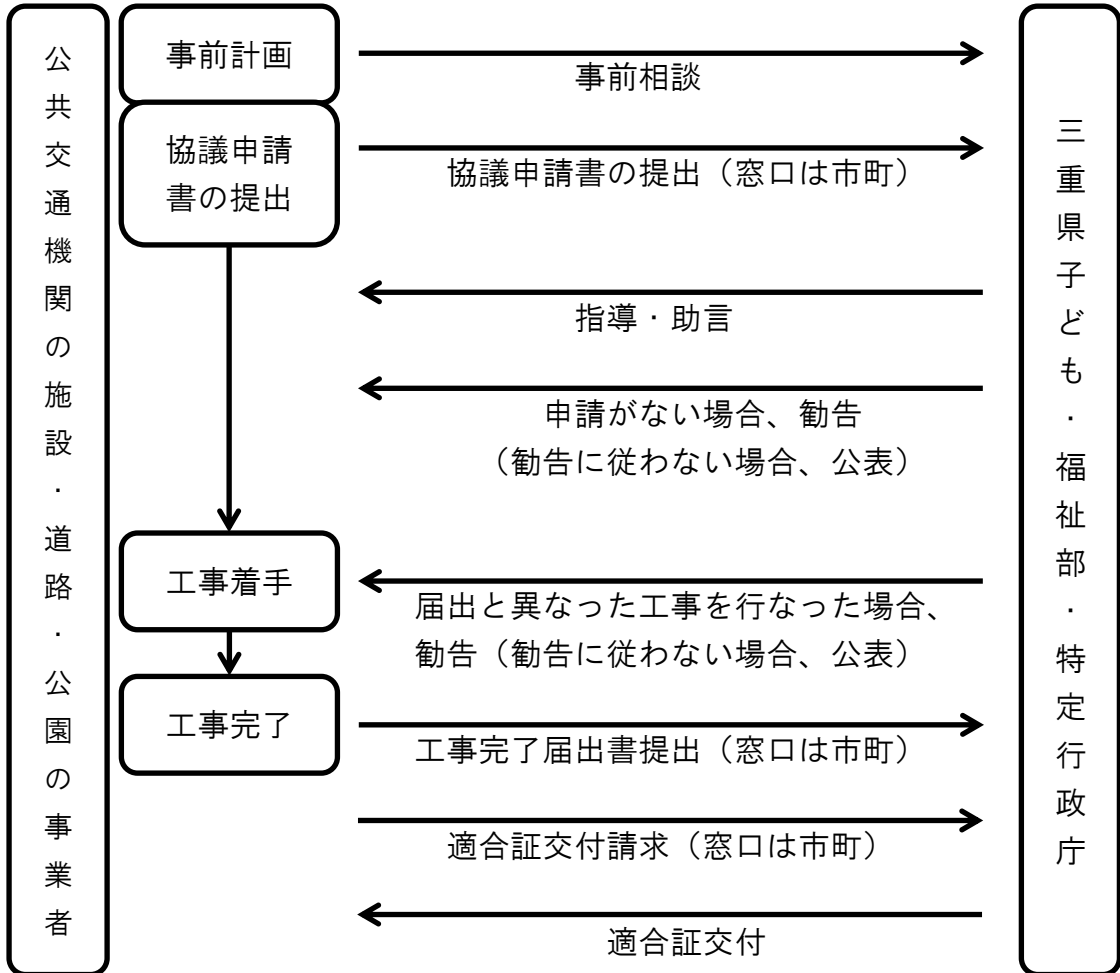 公共交通機関の施設・道路・公園の事業者
事前計画
事前相談
協議申請
書の提出
協議申請書の提出（窓口は市町）
指導・助言
申請がない場合、勧告
（勧告に従わない場合、公表）
工事着手
届出と異なった工事を行なった場合、
勧告（勧告に従わない場合、公表）
工事完了
工事完了届出書提出（窓口は市町）
適合証交付請求（窓口は市町）
適合証交付
三重県子ども・福祉部・特定行政庁